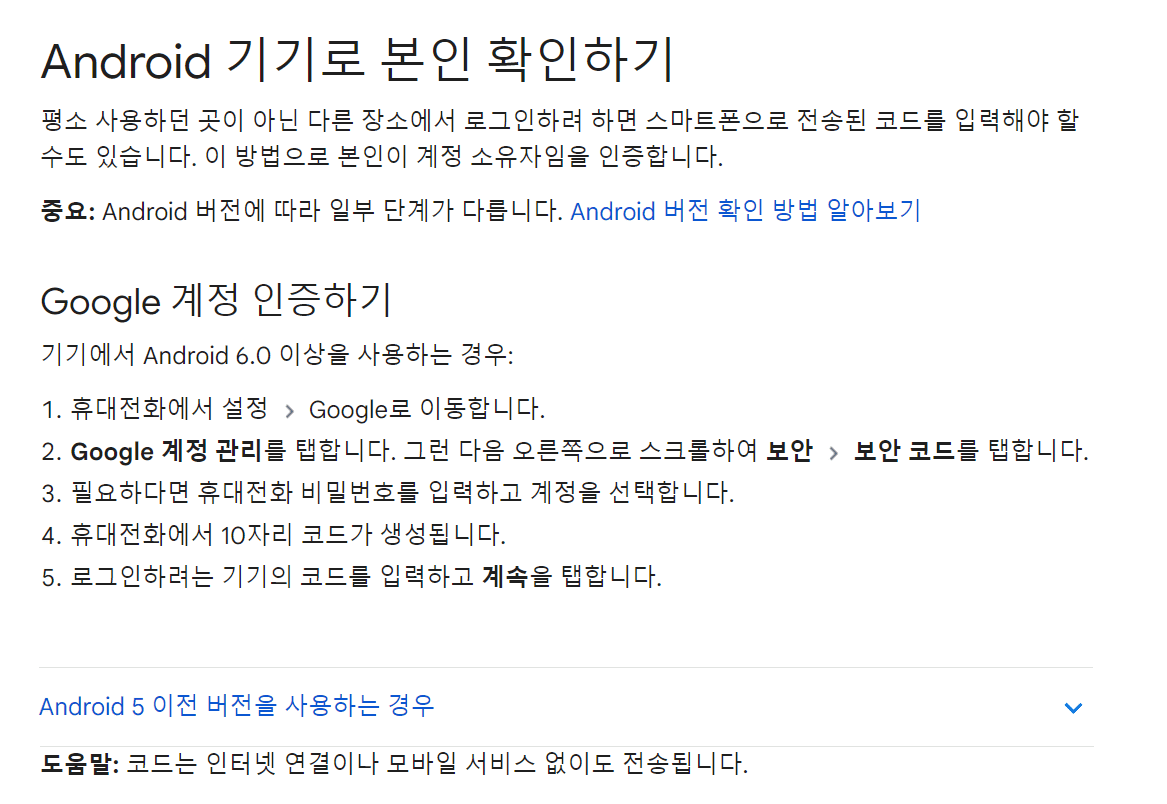 Android 기기로 본인 확인하기
평소 사용하던 곳이 아닌 다른 장소에서 로그인하려 하면 스마트폰으로 전송된 코드를 입력해야 할
수도 있습니다. 이 방법으로 본인이 계정 소유자임을 인증합니다.
중요: Android 버전에 따라 일부 단계가 다릅니다. Android 버전 확인 방법 알아보기
Google 계정 인증하기
기기에서 Android 6.0 이상을 사용하는 경우:
1. 휴대전화에서 설정 > Google로 이동합니다.
2. Google 계정 관리를 탭합니다. 그런 다음 오른쪽으로 스크롤하여 보안 > 보안 코드를 탭합니다.
3. 필요하다면 휴대전화 비밀번호를 입력하고 계정을 선택합니다.
4. 휴대전화에서 10자리 코드가 생성됩니다.
5. 로그인하려는 기기의 코드를 입력하고 계속을 탭합니다.
Android 5 이전 버전을 사용하는 경우
도움말: 코드는 인터넷 연결이나 모바일 서비스 없이도 전송됩니다.